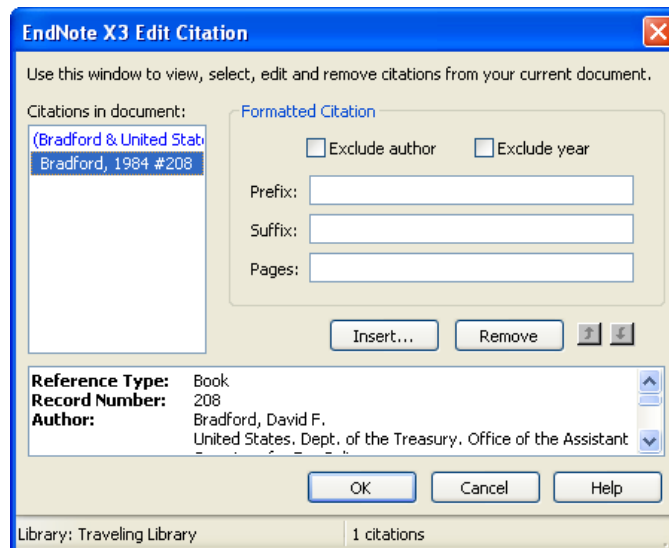 EndNote X3 Edit Citation
Use this window to view, select, edit and remove citations from your current document.
Citations in document:
(Bradford & United State
Bradford, 1984 #208
Formatted Citation
Exclude author
Exclude year
Prefix:
Suffix:
Pages:
Insert...
Remove
Reference Type: Book
Record Number: 208
Author: Bradford, David F.
United States. Dept. of the Treasury. Office of the Assistant
OK
Cancel
Help
Library: Traveling Library
1 citations